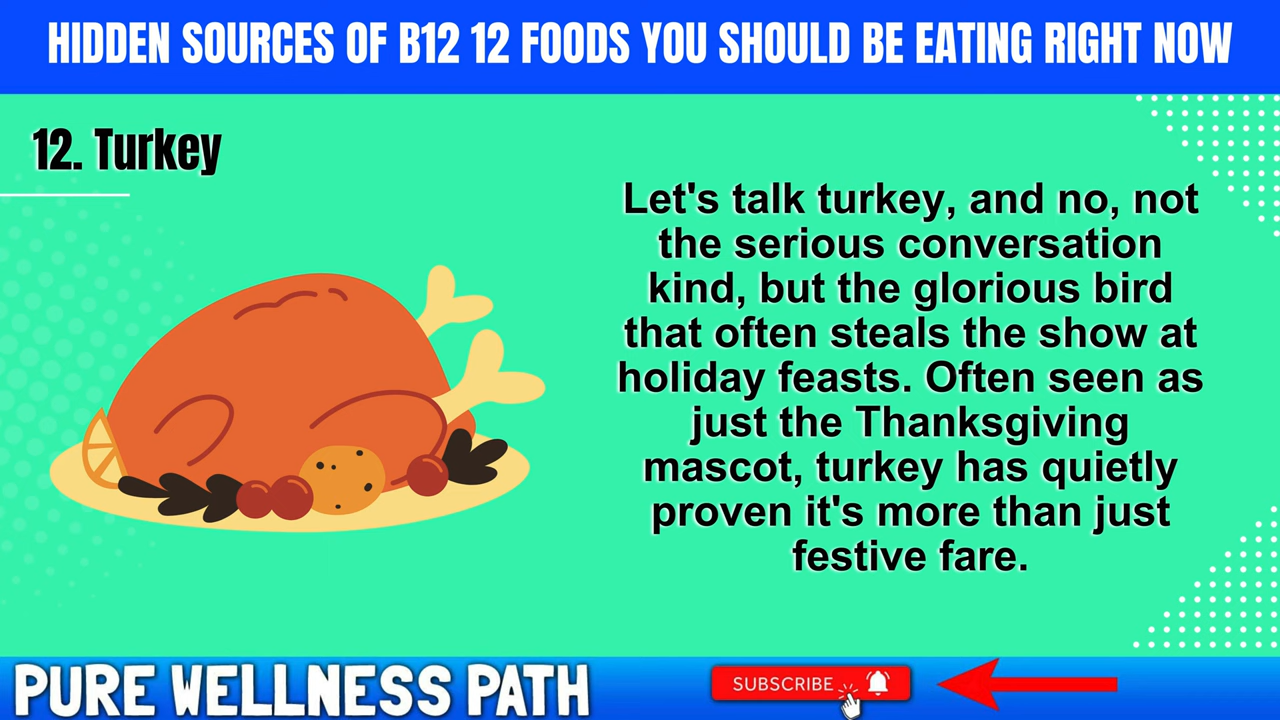 HIDDEN SOURCES OF B12 12 FOODS YOU SHOULD BE EATING RIGHT NOW
12. Turkey
Let's talk turkey, and no, not
the serious conversation
kind, but the glorious bird
that often steals the show at
holiday feasts. Often seen as
just the Thanksgiving
mascot, turkey has quietly
proven it's more than just
festive fare.
PURE WELLNESS PATH
SUBSCRIBE